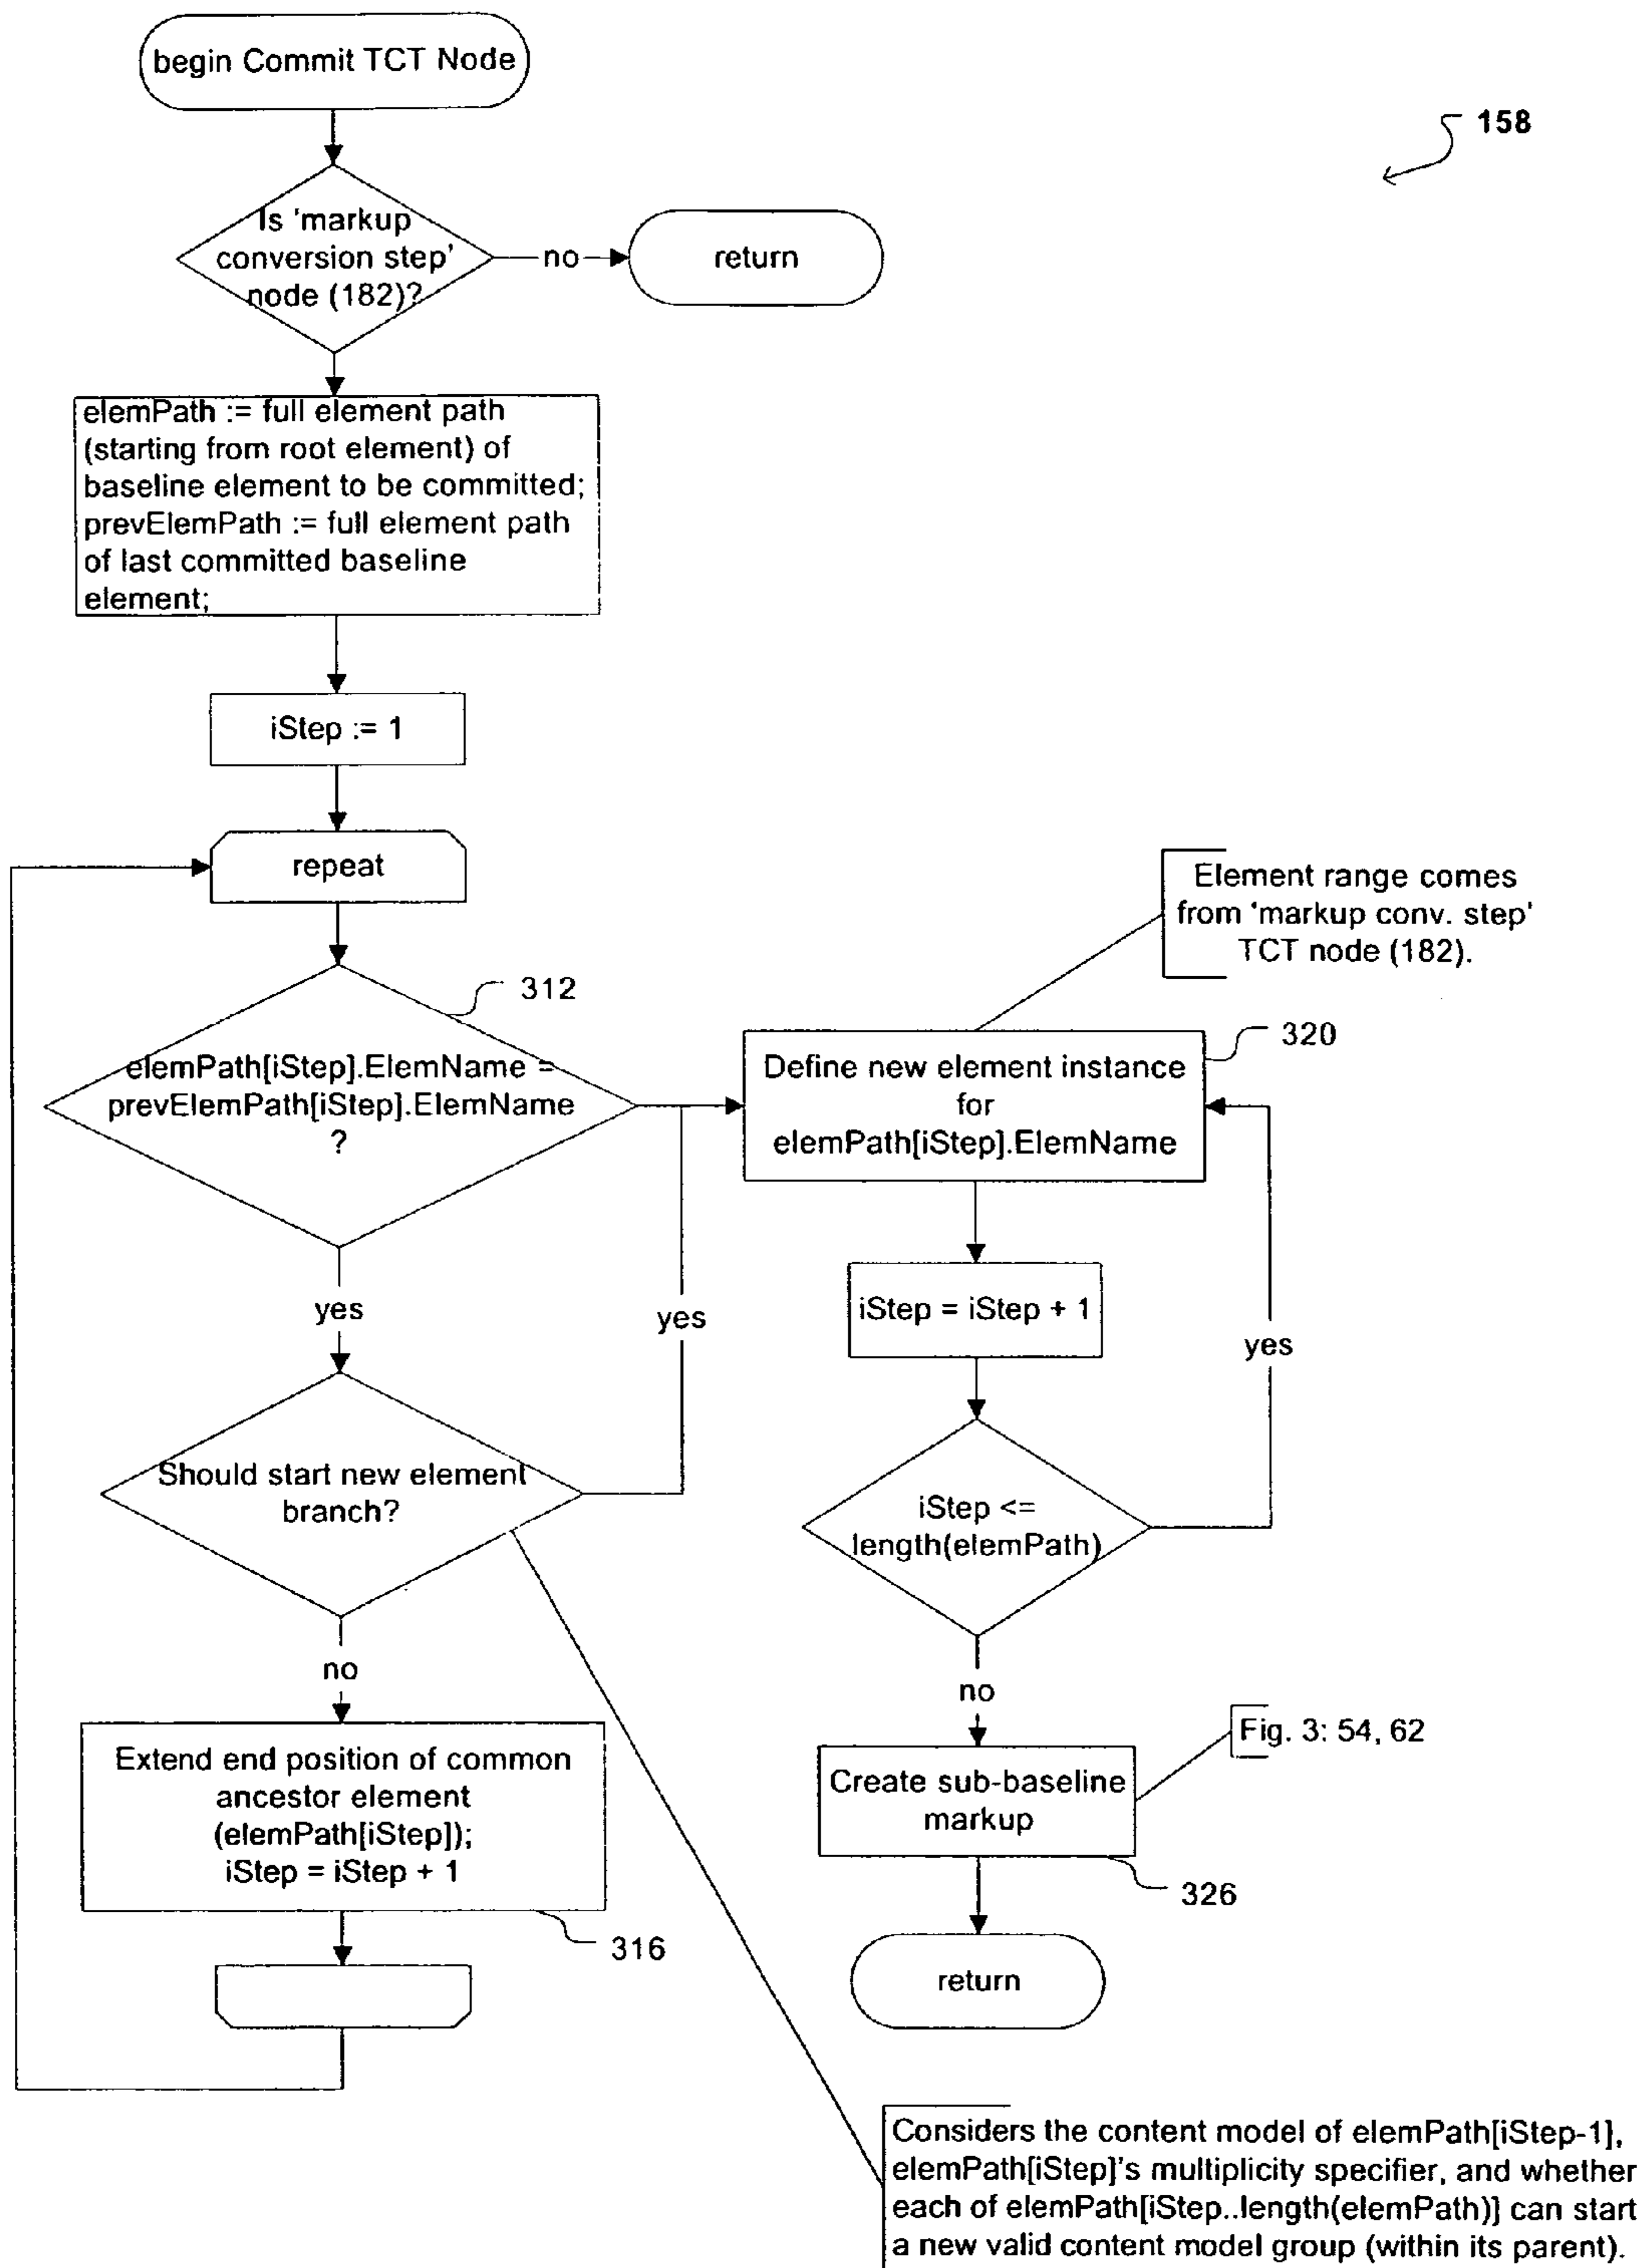 begin Commit TCT Node
158
Is 'markup
conversion step'
node (182)?
no
return
elemPath := full element path
(starting from root element) of
baseline element to be committed;
prevElemPath := full element path
of last committed baseline
element;
iStep := 1
repeat
Element range comes
from 'markup conv. step'
TCT node (182).
312
elemPath[iStep].ElemName =
prevElemPath[iStep].ElemName
?
320
Define new element instance
for
elemPath[iStep].ElemName
yes
yes
iStep = iStep + 1
yes
Should start new element
branch?
iStep <=
length(elemPath)
no
no
Extend end position of common
ancestor element
(elemPath[iStep]);
iStep = iStep + 1
316
Create sub-baseline
markup
Fig. 3: 54, 62
326
return
Considers the content model of elemPath[iStep-1],
elemPath[iStep]'s multiplicity specifier, and whether
each of elemPath[iStep..length(elemPath)] can start
a new valid content model group (within its parent).